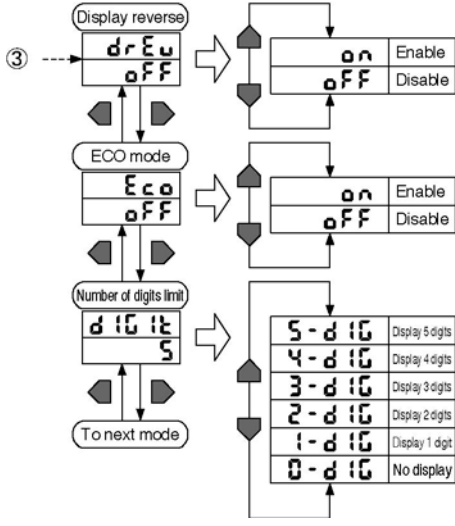 Display reverse
drEv
oFF
③
on Enable
oFF Disable
ECO mode
Eco
oFF
on Enable
oFF Disable
Number of digits limit
dIGIt
5
5-dIG Display 5 digits
4-dIG Display 4 digits
3-dIG Display 3 digits
2-dIG Display 2 digits
1-dIG Display 1 digit
0-dIG No display
To next mode